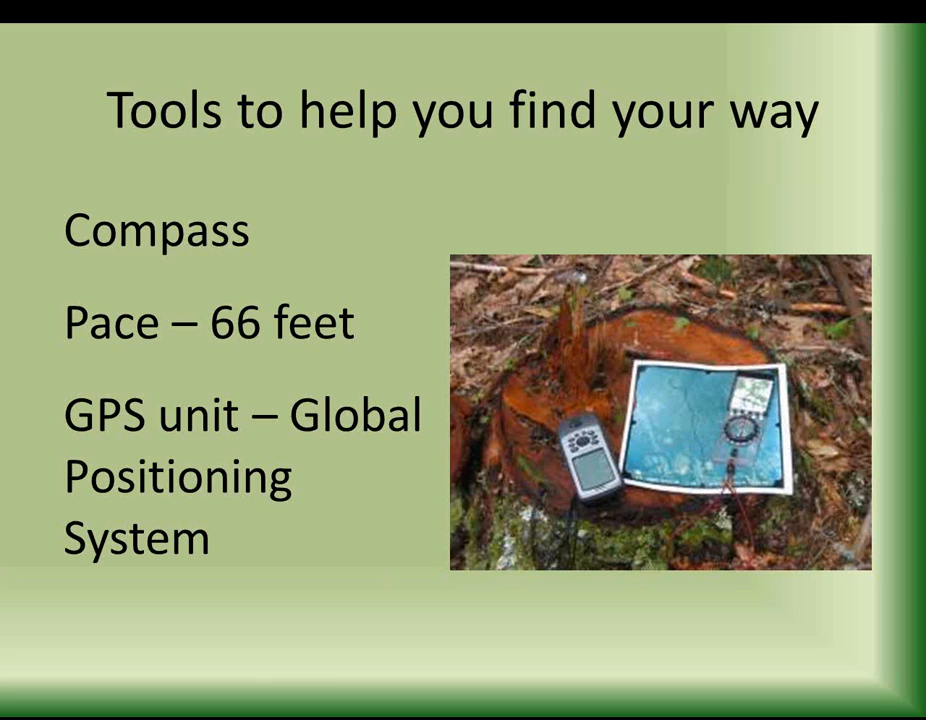 Tools to help you find your way
Compass
Pace – 66 feet
GPS unit – Global
Positioning
System